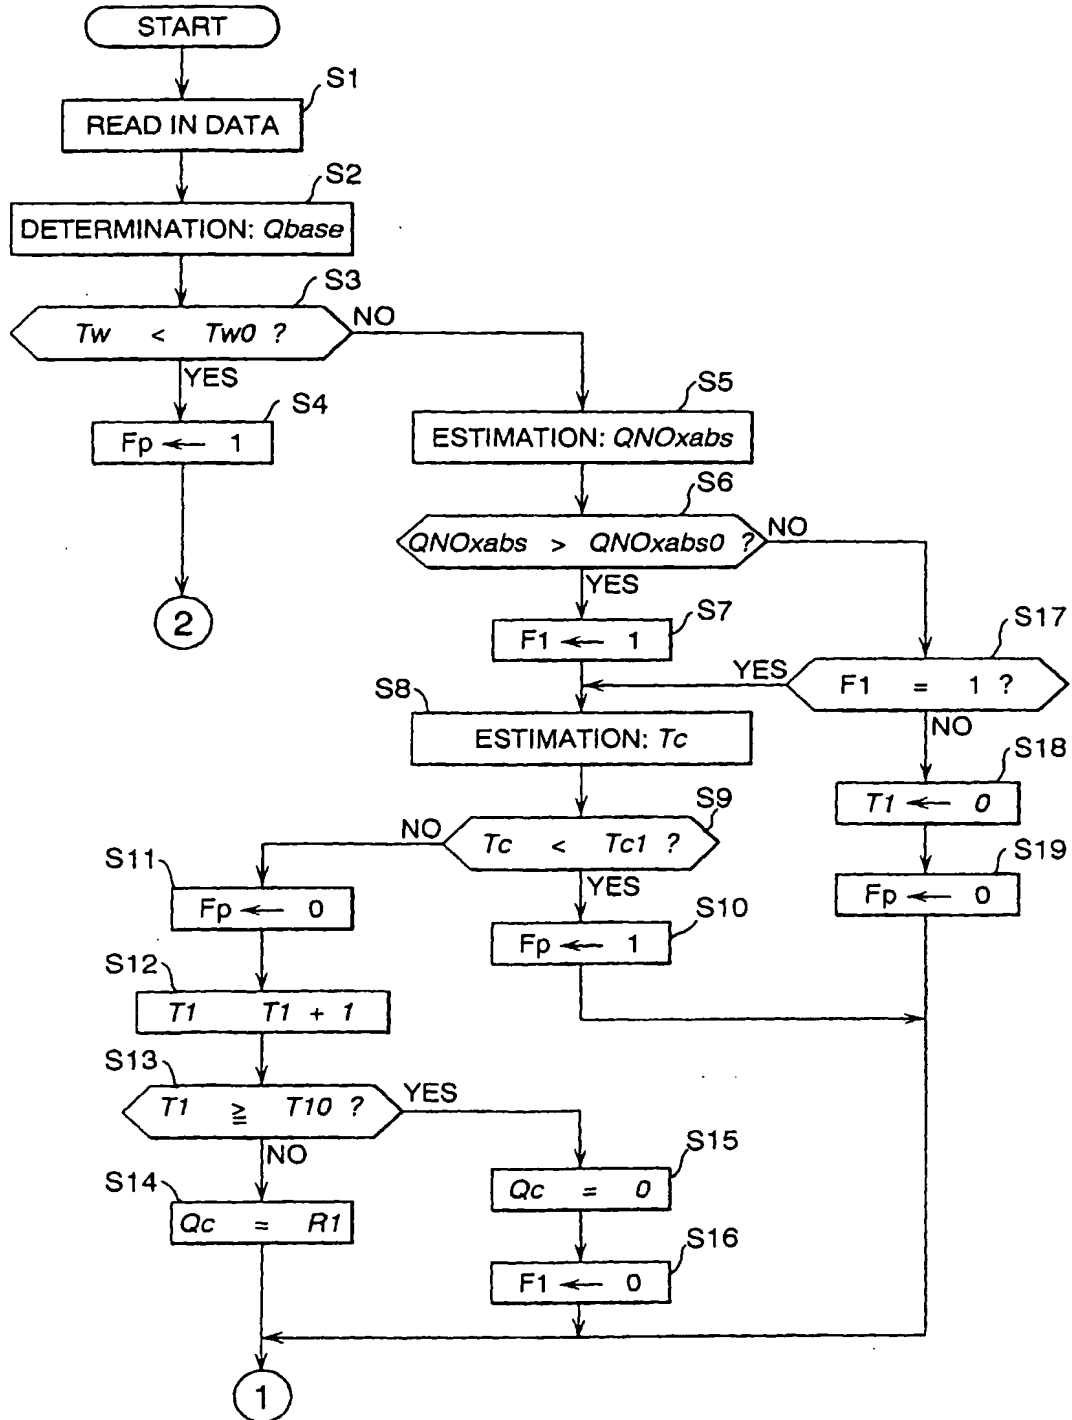 START
S1
READ IN DATA
S2
DETERMINATION: Qbase
S3
Tw < Tw0 ?
NO
YES
S4
Fp ← 1
2
S5
ESTIMATION: QNOxabs
S6
QNOxabs > QNOxabs0 ?
NO
YES
S7
F1 ← 1
S17
F1 = 1 ?
YES
NO
S8
ESTIMATION: Tc
S18
T1 ← 0
S9
Tc < Tc1 ?
NO
YES
S19
Fp ← 0
S11
Fp ← 0
S10
Fp ← 1
S12
T1 T1 + 1
S13
T1 ≧ T10 ?
YES
NO
S15
Qc = 0
S14
Qc = R1
S16
F1 ← 0
1